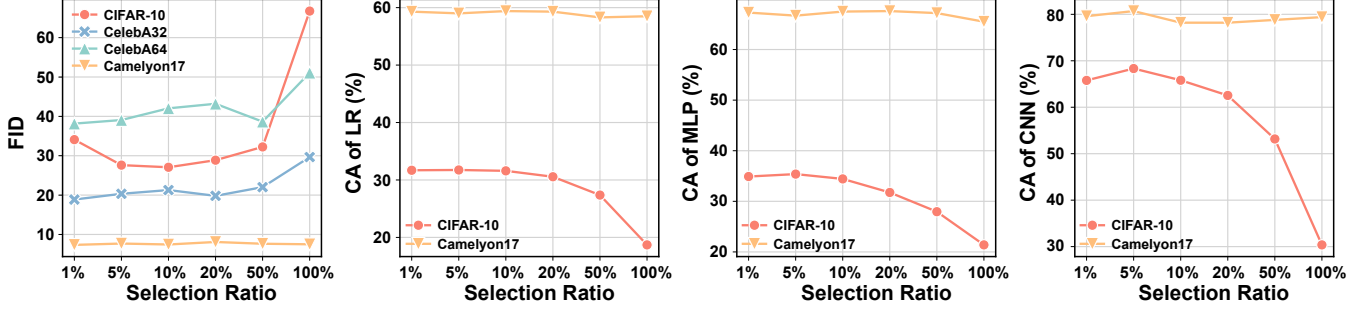 FID
60
50
40
30
20
10
CIFAR-10
CelebA32
CelebA64
Camelyon17
1% 5% 10% 20% 50% 100%
Selection Ratio
CA of LR (%)
60
50
40
30
20
CIFAR-10
Camelyon17
1% 5% 10% 20% 50% 100%
Selection Ratio
CA of MLP (%)
60
50
40
30
20
CIFAR-10
Camelyon17
1% 5% 10% 20% 50% 100%
Selection Ratio
CA of CNN (%)
80
70
60
50
40
30
CIFAR-10
Camelyon17
1% 5% 10% 20% 50% 100%
Selection Ratio